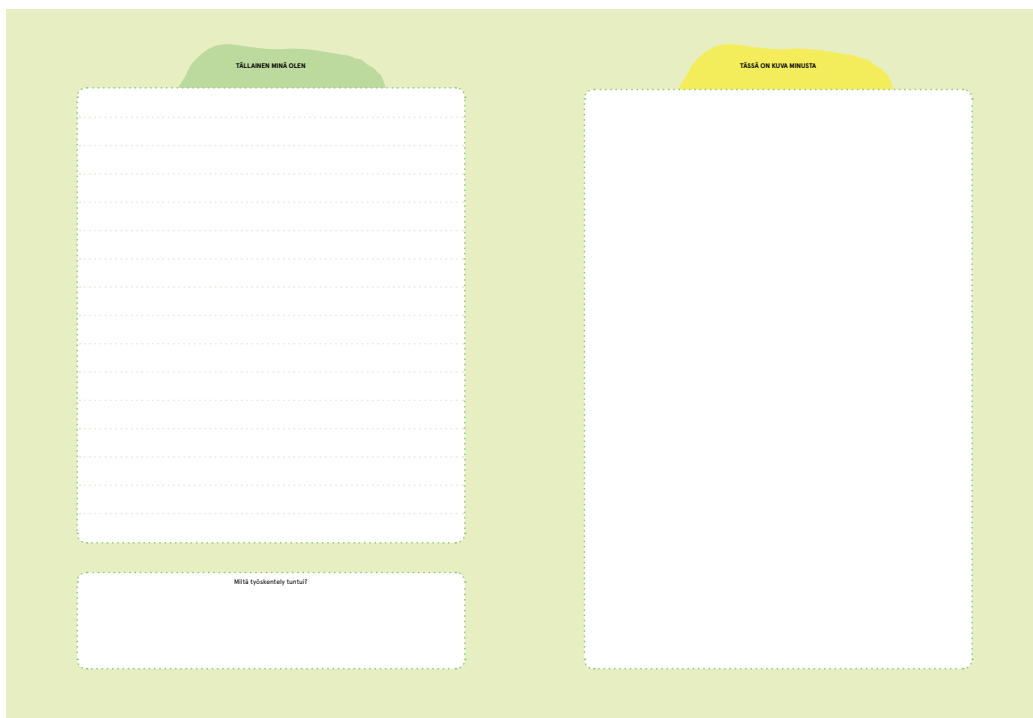 TÄLLAINEN MINÄ OLEN
Miltä työskentely tuntui?
TÄSSÄ ON KUVA MINUSTA